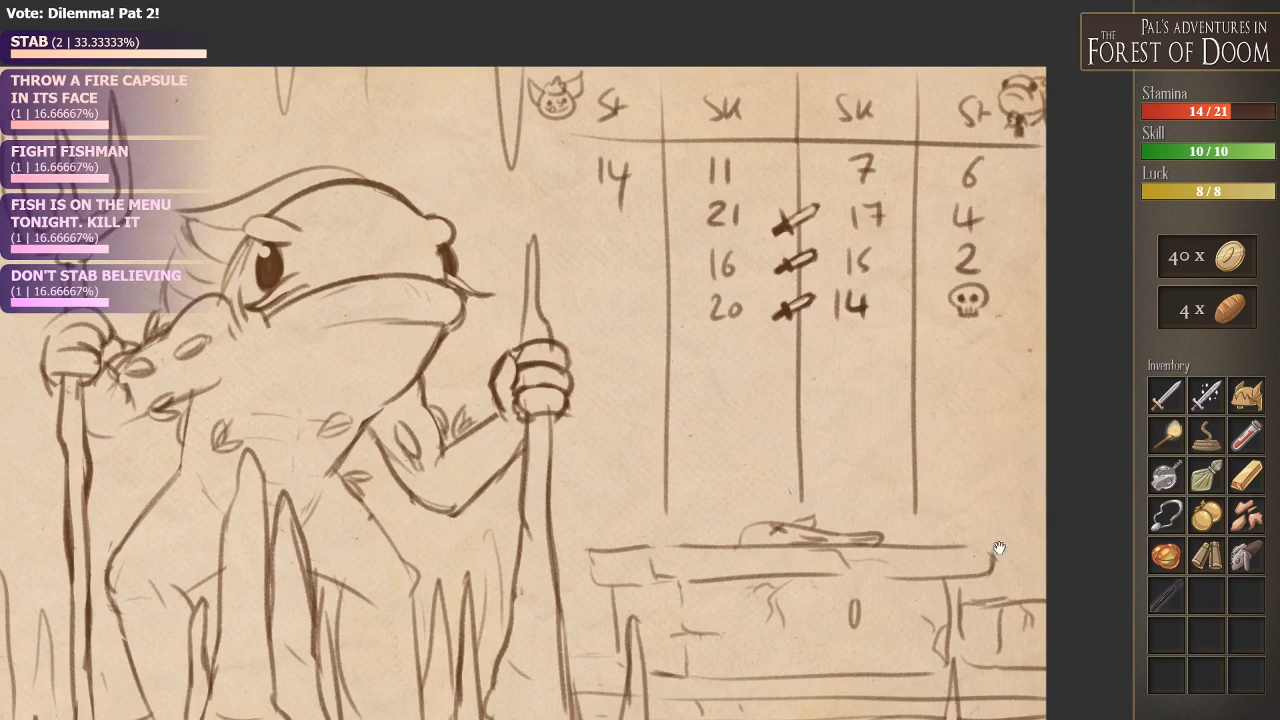 Vote: Dilemma! Pat 2!
STAB (2 | 33.33333%)
THROW A FIRE CAPSULE
IN ITS FACE
(1 | 16.66667%)
FIGHT FISHMAN
(1 | 16.66667%)
FISH IS ON THE MENU
TONIGHT. KILL IT
(1 | 16.66667%)
DON'T STAB BELIEVING
(1 | 16.66667%)
St SK SK St
14 11 7 6
21 17 4
16 15 2
20 14
0
PAL'S ADVENTURES IN
THE
FOREST OF DOOM
Stamina
14 / 21
Skill
10 / 10
Luck
8 / 8
40 x
4 x
Inventory